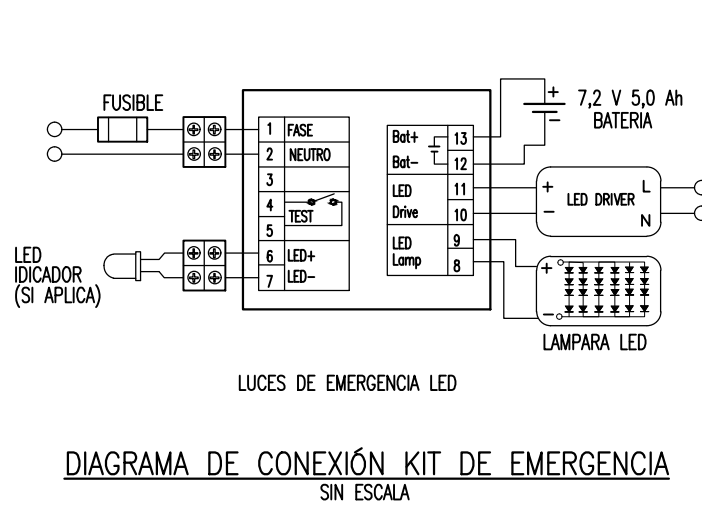 FUSIBLE
1 FASE
2 NEUTRO
3
4
TEST
5
6 LED+
7 LED-
LED
IDICADOR
(SI APLICA)
Bat+ 13
Bat- 12
LED 11
Drive 10
LED 9
Lamp 8
+
-
7,2 V 5,0 Ah
BATERIA
+ LED DRIVER L
- N
+
-
LAMPARA LED
LUCES DE EMERGENCIA LED
DIAGRAMA DE CONEXIÓN KIT DE EMERGENCIA
SIN ESCALA